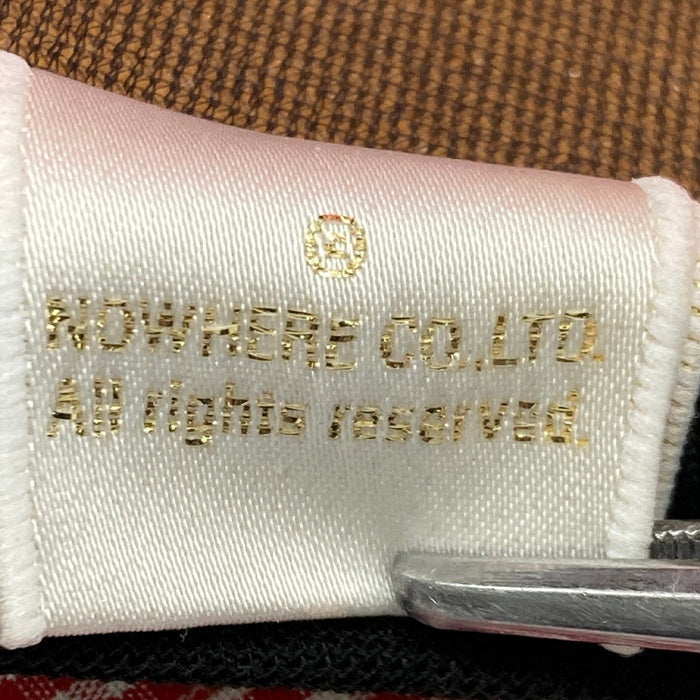 NOWHERE CO.,LTD.
All rights reserved.